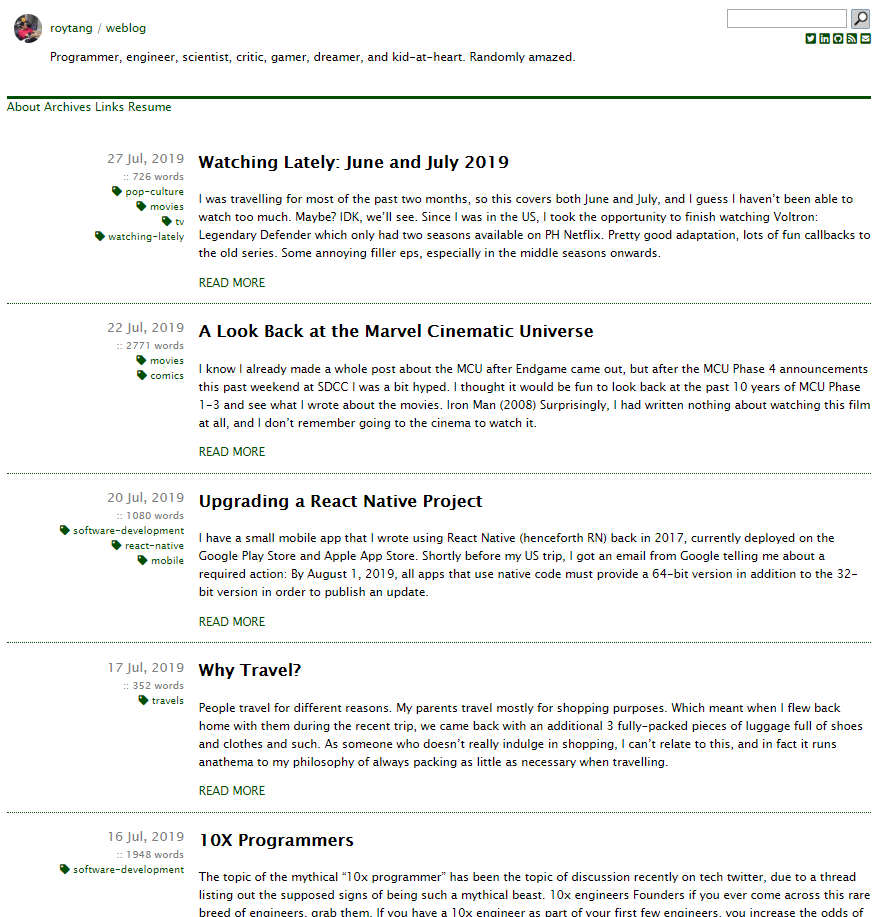 roytang / weblog
Programmer, engineer, scientist, critic, gamer, dreamer, and kid-at-heart. Randomly amazed.
About Archives Links Resume
27 Jul, 2019
:: 726 words
pop-culture
movies
tv
watching-lately
Watching Lately: June and July 2019
I was travelling for most of the past two months, so this covers both June and July, and I guess I haven’t been able to
watch too much. Maybe? IDK, we’ll see. Since I was in the US, I took the opportunity to finish watching Voltron:
Legendary Defender which only had two seasons available on PH Netflix. Pretty good adaptation, lots of fun callbacks to
the old series. Some annoying filler eps, especially in the middle seasons onwards.
READ MORE
22 Jul, 2019
:: 2771 words
movies
comics
A Look Back at the Marvel Cinematic Universe
I know I already made a whole post about the MCU after Endgame came out, but after the MCU Phase 4 announcements
this past weekend at SDCC I was a bit hyped. I thought it would be fun to look back at the past 10 years of MCU Phase
1-3 and see what I wrote about the movies. Iron Man (2008) Surprisingly, I had written nothing about watching this film
at all, and I don’t remember going to the cinema to watch it.
READ MORE
20 Jul, 2019
:: 1080 words
software-development
react-native
mobile
Upgrading a React Native Project
I have a small mobile app that I wrote using React Native (henceforth RN) back in 2017, currently deployed on the
Google Play Store and Apple App Store. Shortly before my US trip, I got an email from Google telling me about a
required action: By August 1, 2019, all apps that use native code must provide a 64-bit version in addition to the 32-
bit version in order to publish an update.
READ MORE
17 Jul, 2019
:: 352 words
travels
Why Travel?
People travel for different reasons. My parents travel mostly for shopping purposes. Which meant when I flew back
home with them during the recent trip, we came back with an additional 3 fully-packed pieces of luggage full of shoes
and clothes and such. As someone who doesn’t really indulge in shopping, I can’t relate to this, and in fact it runs
anathema to my philosophy of always packing as little as necessary when travelling.
READ MORE
16 Jul, 2019
:: 1948 words
software-development
10X Programmers
The topic of the mythical “10x programmer” has been the topic of discussion recently on tech twitter, due to a thread
listing out the supposed signs of being such a mythical beast. 10x engineers Founders if you ever come across this rare
breed of engineers, grab them. If you have a 10x engineer as part of your first few engineers, you increase the odds of